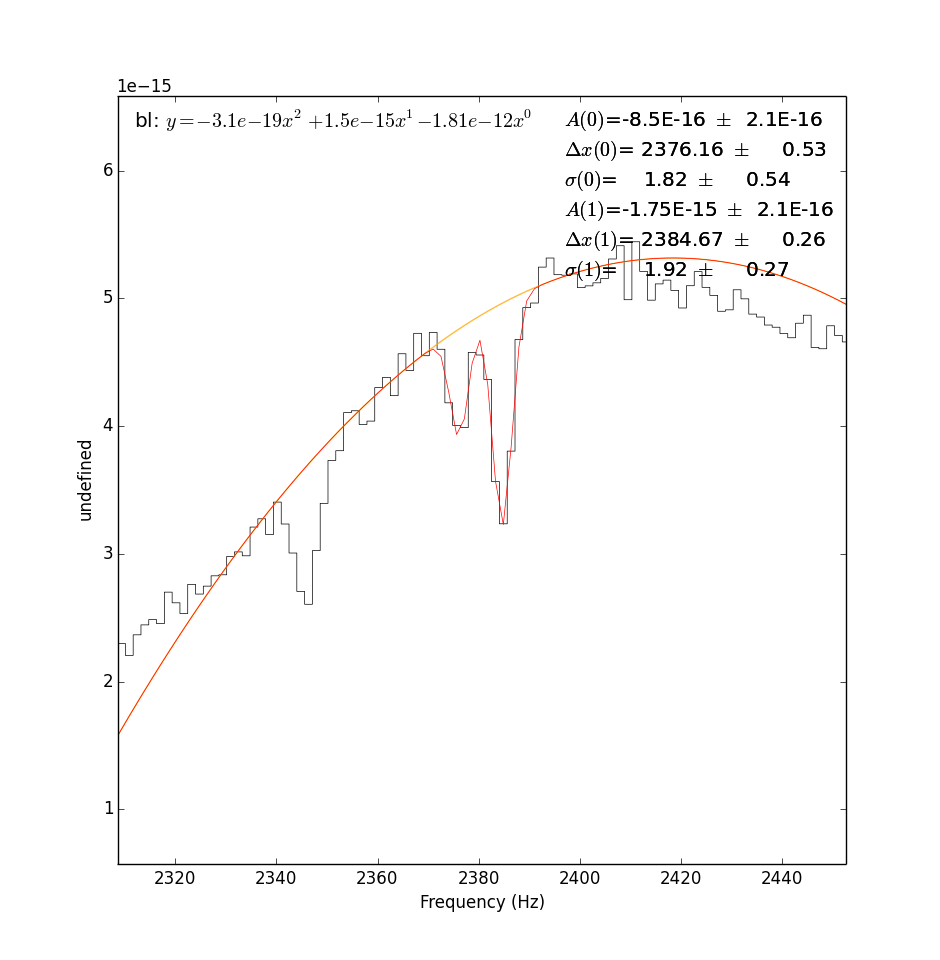 1e−15
bl: y=−3.1e−19x² +1.5e−15x¹ −1.81e−12x⁰
A(0)=-8.5E-16 ± 2.1E-16
Δx(0)= 2376.16 ± 0.53
σ(0)= 1.82 ± 0.54
A(1)=-1.75E-15 ± 2.1E-16
Δx(1)= 2384.67 ± 0.26
σ(1)= 1.92 ± 0.27
6
5
4
3
2
1
undefined
2320 2340 2360 2380 2400 2420 2440
Frequency (Hz)